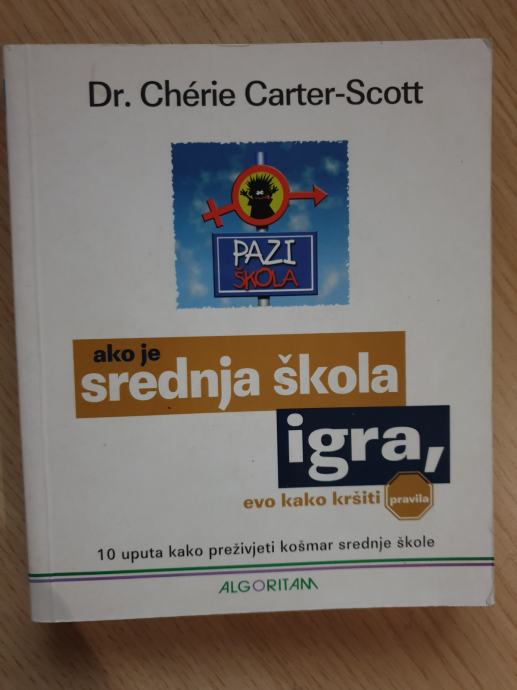 Dr. Chérie Carter-Scott
PAZI
ŠKOLA
ako je
srednja škola
igra,
evo kako kršiti pravila
10 uputa kako preživjeti košmar srednje škole
ALGORITAM